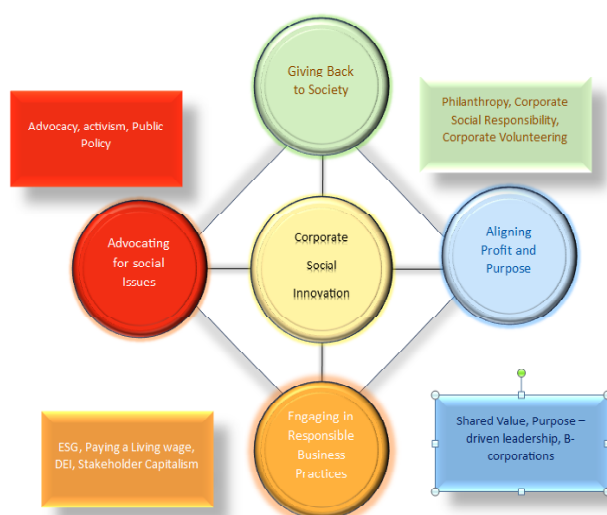 Giving Back
to Society
Advocacy, activism, Public
Policy
Philanthropy, Corporate
Social Responsibility,
Corporate Volunteering
Advocating
for social
Issues
Corporate
Social
Innovation
Aligning
Profit and
Purpose
Engaging in
Responsible
Business
Practices
ESG, Paying a Living wage,
DEI, Stakeholder Capitalism
Shared Value, Purpose –
driven leadership, B-
corporations